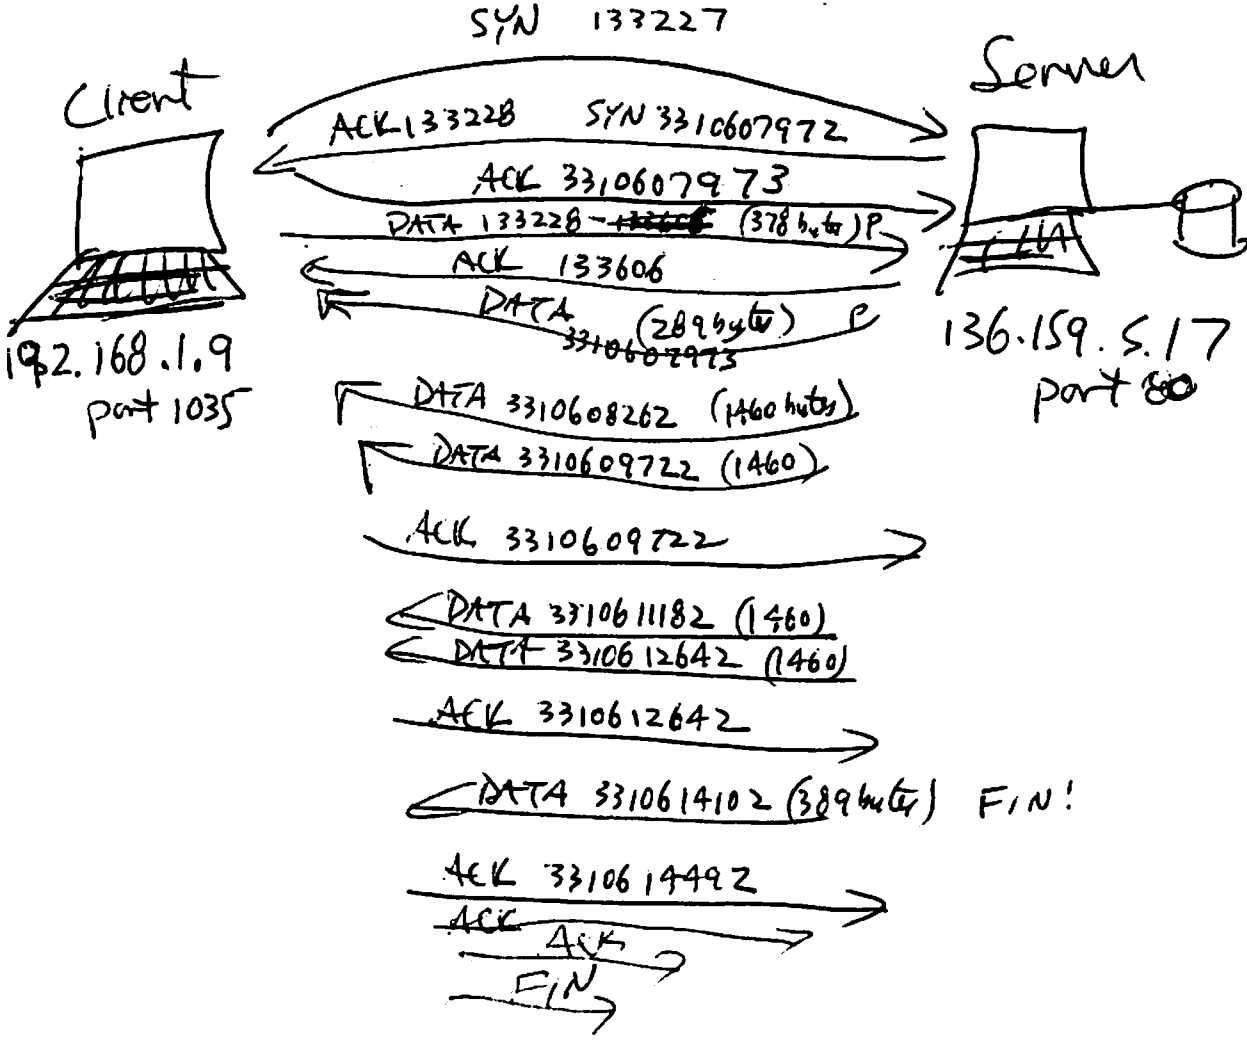 SYN 133227
Client
Server
ACK 133228 SYN 3310607972
ACK 3310607973
DATA 133228 - (378 bytes) P
ACK 133606
DATA (289 bytes) P
3310607973
192.168.1.9
port 1035
136.159.5.17
port 80
DATA 3310608262 (1460 bytes)
DATA 3310609722 (1460)
ACK 3310609722
DATA 3310611182 (1460)
DATA 3310612642 (1460)
ACK 3310612642
DATA 3310614102 (389 bytes) FIN!
ACK 3310614492
ACK
ACK
FIN